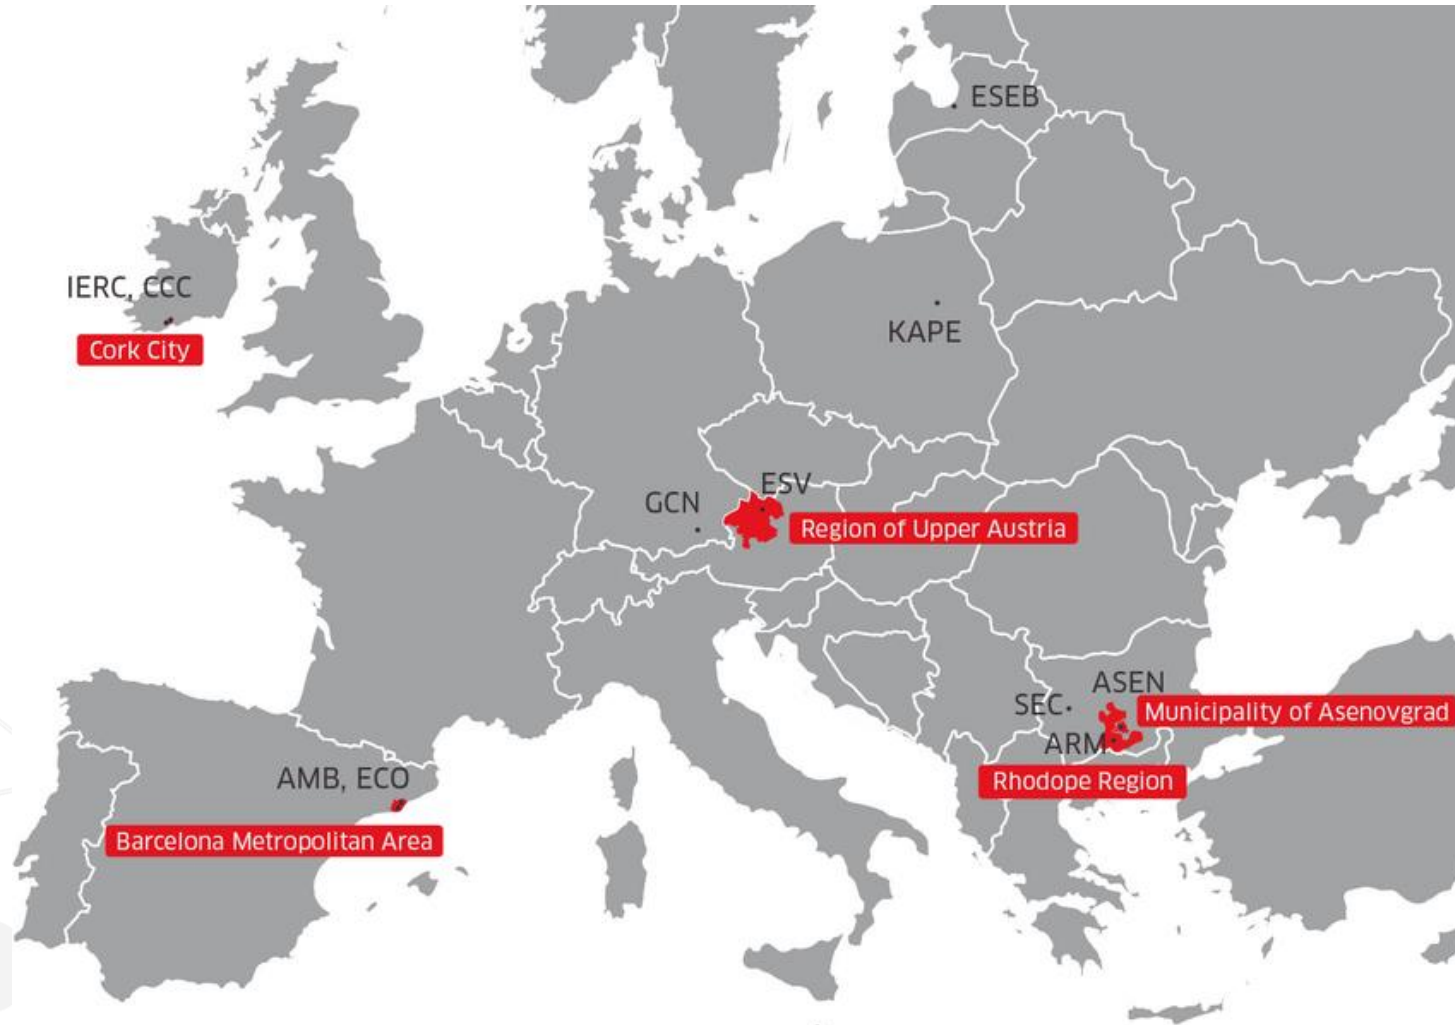 ESEB
IERC, CCC
Cork City
KAPE
ESV
GCN
Region of Upper Austria
ASEN
SEC
Municipality of Asenovgrad
ARM
Rhodope Region
AMB, ECO
Barcelona Metropolitan Area